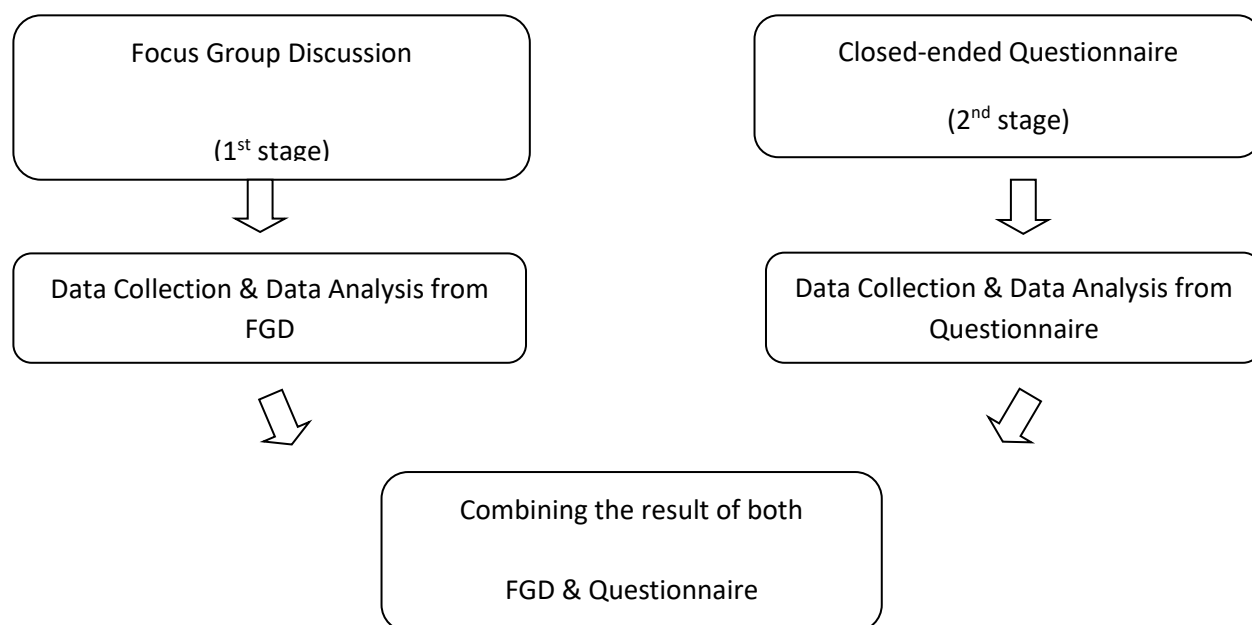 Focus Group Discussion
(1st stage)
Closed-ended Questionnaire
(2nd stage)
Data Collection & Data Analysis from
FGD
Data Collection & Data Analysis from
Questionnaire
Combining the result of both
FGD & Questionnaire